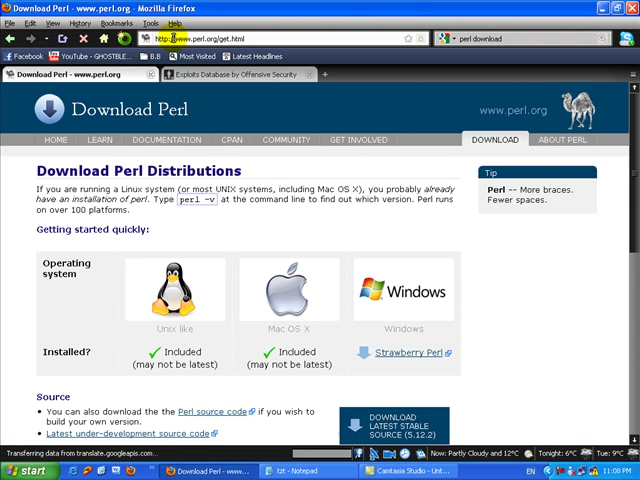 Download Perl - www.perl.org - Mozilla Firefox
File Edit View History Bookmarks Tools Help
http://www.perl.org/get.html
perl download
Facebook YouTube - GHOSTBLE... B.B Most Visited Latest Headlines
Download Perl - www.perl.org
Exploits Database by Offensive Security
Download Perl
www.perl.org
HOME LEARN DOCUMENTATION CPAN COMMUNITY GET INVOLVED DOWNLOAD ABOUT PERL
Download Perl Distributions
If you are running a Linux system (or most UNIX systems, including Mac OS X), you probably already
have an installation of perl. Type perl -v at the command line to find out which version. Perl runs
on over 100 platforms.
Tip
Perl -- More braces.
Fewer spaces.
Getting started quickly:
Operating
system
Windows
Unix like
Mac OS X
Windows
Installed?
Included
(may not be latest)
Included
(may not be latest)
Strawberry Perl
Source
You can also download the the Perl source code if you wish to
build your own version.
Latest under-development source code
DOWNLOAD
LATEST STABLE
SOURCE (5.12.2)
Transferring data from translate.googleapis.com...
Now: Partly Cloudy and 12°C
Tonight: 6°C
Tue: 9°C
start
Download Perl - www....
tzt - Notepad
Camtasia Studio - Unt...
EN
11:08 PM